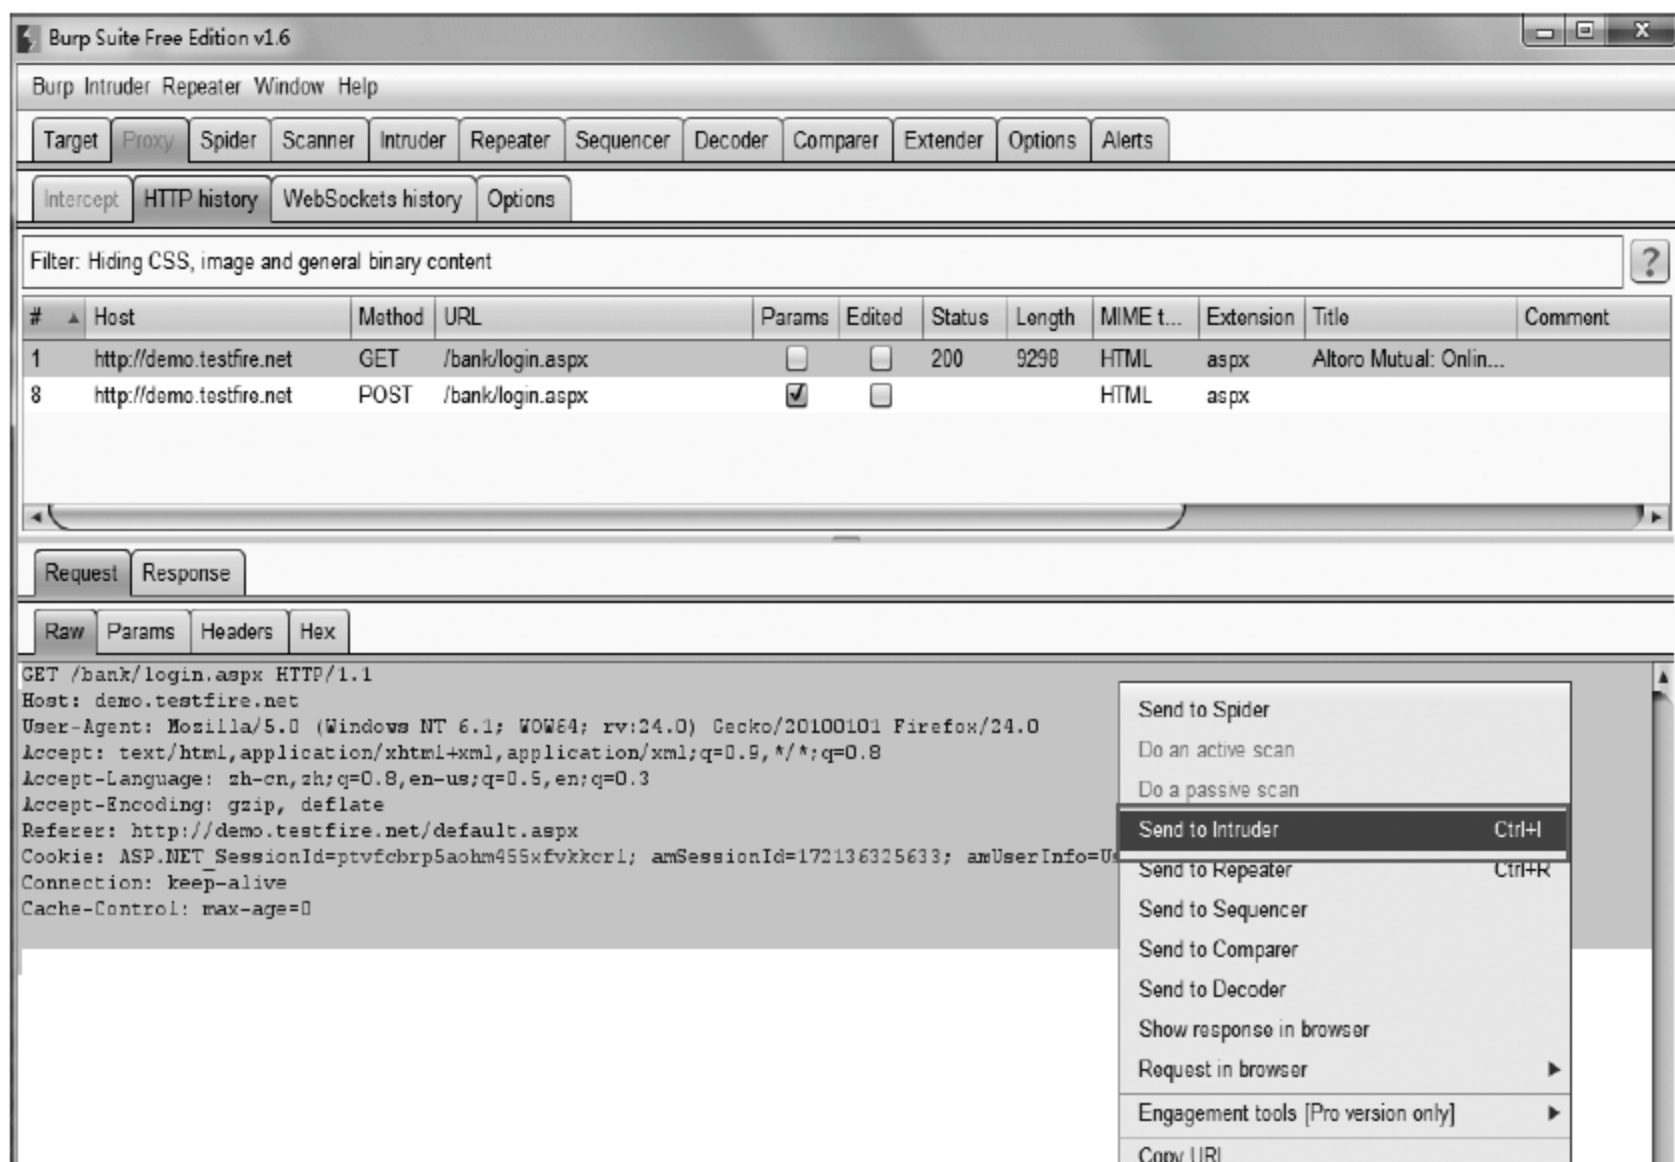 Burp Suite Free Edition v1.6
Burp Intruder Repeater Window Help
Target Proxy Spider Scanner Intruder Repeater Sequencer Decoder Comparer Extender Options Alerts
Intercept HTTP history WebSockets history Options
Filter: Hiding CSS, image and general binary content ?
# Host Method URL Params Edited Status Length MIME t... Extension Title Comment
1 http://demo.testfire.net GET /bank/login.aspx 200 9298 HTML aspx Altoro Mutual: Onlin...
8 http://demo.testfire.net POST /bank/login.aspx HTML aspx
Request Response
Raw Params Headers Hex
GET /bank/login.aspx HTTP/1.1
Host: demo.testfire.net
User-Agent: Mozilla/5.0 (Windows NT 6.1; WOW64; rv:24.0) Gecko/20100101 Firefox/24.0
Accept: text/html,application/xhtml+xml,application/xml;q=0.9,*/*;q=0.8
Accept-Language: zh-cn,zh;q=0.8,en-us;q=0.5,en;q=0.3
Accept-Encoding: gzip, deflate
Referer: http://demo.testfire.net/default.aspx
Cookie: ASP.NET_SessionId=ptvfcbrp5aohm455xfvkkcrl; amSessionId=172136325633; amUserInfo=Us
Connection: keep-alive
Cache-Control: max-age=0
Send to Spider
Do an active scan
Do a passive scan
Send to Intruder Ctrl+I
Send to Repeater Ctrl+R
Send to Sequencer
Send to Comparer
Send to Decoder
Show response in browser
Request in browser
Engagement tools [Pro version only]
Copy URL